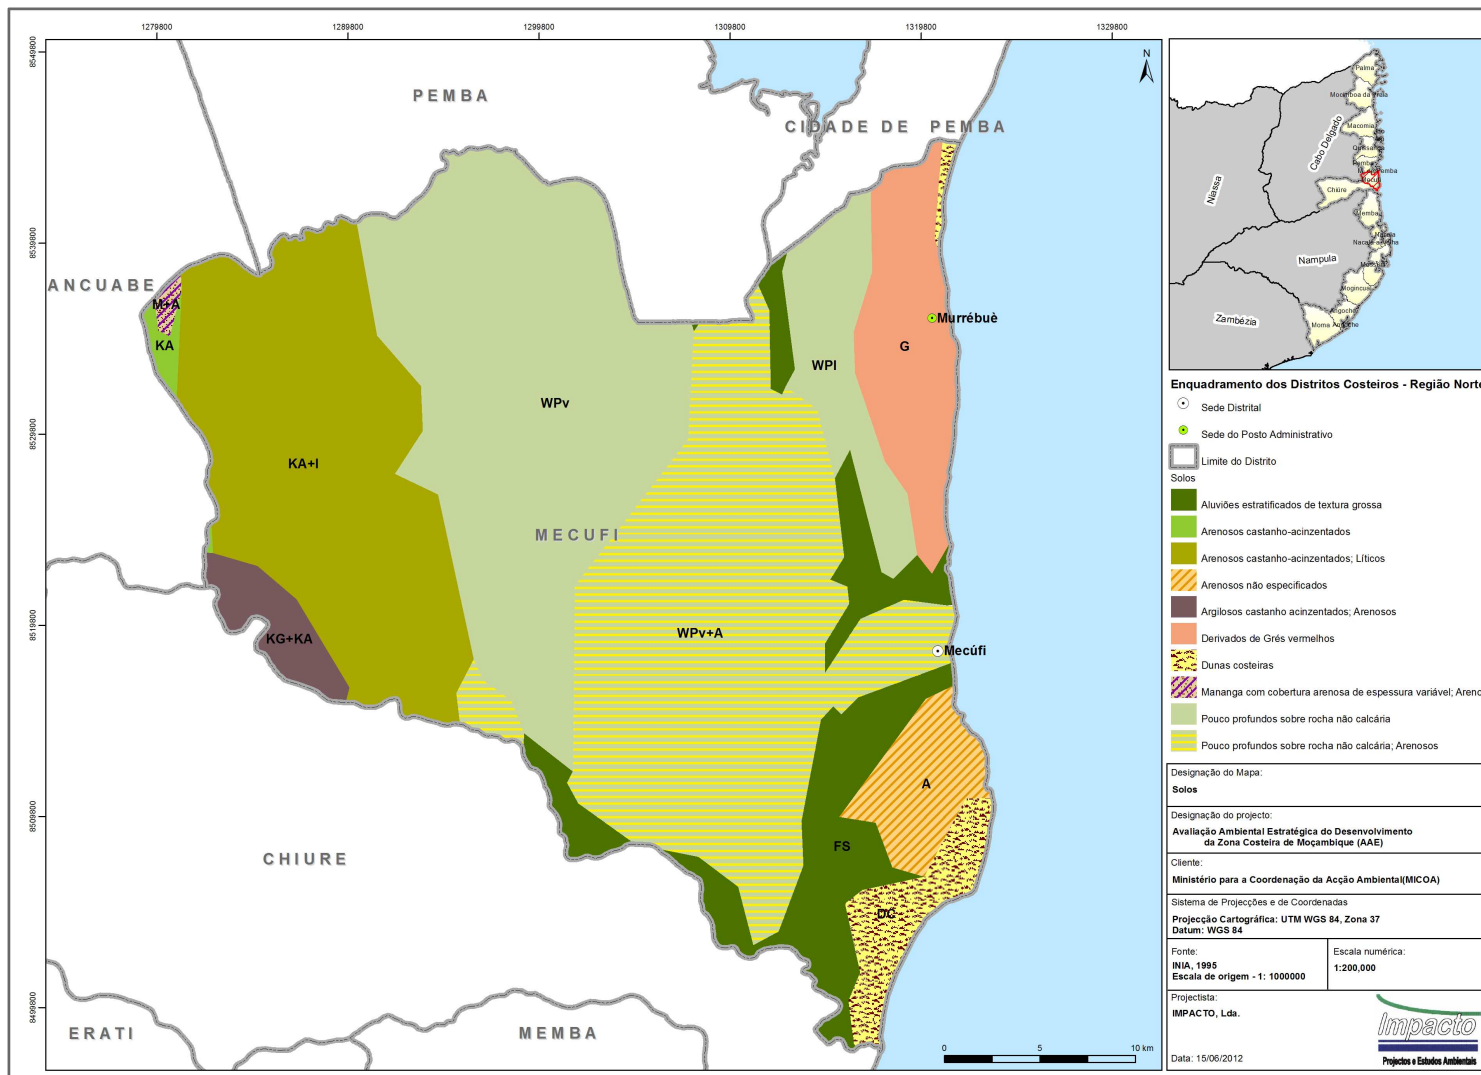 1279800 1289800 1299800 1309800 1319800 1329800
8549800
8539800
8529800
8519800
8509800
8499800
N
PEMBA
CIDADE DE PEMBA
ANCUABE
M+A
KA
Murrébuè
G
WPI
WPv
KA+I
MECUFI
WPv+A
KG+KA
Mecúfi
A
FS
CHIURE
DC
ERATI
MEMBA
0 5 10 km
Palma
Mocimboa da Praia
Macomia
Cabo Delgado
Quissanga
Pemba
Mecufi
Chiúre
Niassa
Memba
Nampula
Mogincual
Zambézia
Angoche
Moma
Enquadramento dos Distritos Costeiros - Região Norte
Sede Distrital
Sede do Posto Administrativo
Limite do Distrito
Solos
Aluviões estratificados de textura grossa
Arenosos castanho-acinzentados
Arenosos castanho-acinzentados; Líticos
Arenosos não especificados
Argilosos castanho acinzentados; Arenosos
Derivados de Grés vermelhos
Dunas costeiras
Mananga com cobertura arenosa de espessura variável; Areno
Pouco profundos sobre rocha não calcária
Pouco profundos sobre rocha não calcária; Arenosos
Designação do Mapa:
Solos
Designação do projecto:
Avaliação Ambiental Estratégica do Desenvolvimento
da Zona Costeira de Moçambique (AAE)
Cliente:
Ministério para a Coordenação da Acção Ambiental(MICOA)
Sistema de Projecções e de Coordenadas
Projecção Cartográfica: UTM WGS 84, Zona 37
Datum: WGS 84
Fonte:
INIA, 1995
Escala de origem - 1: 1000000
Escala numérica:
1:200,000
Projectista:
IMPACTO, Lda.
Data: 15/06/2012
Impacto
Projectos e Estudos Ambientais